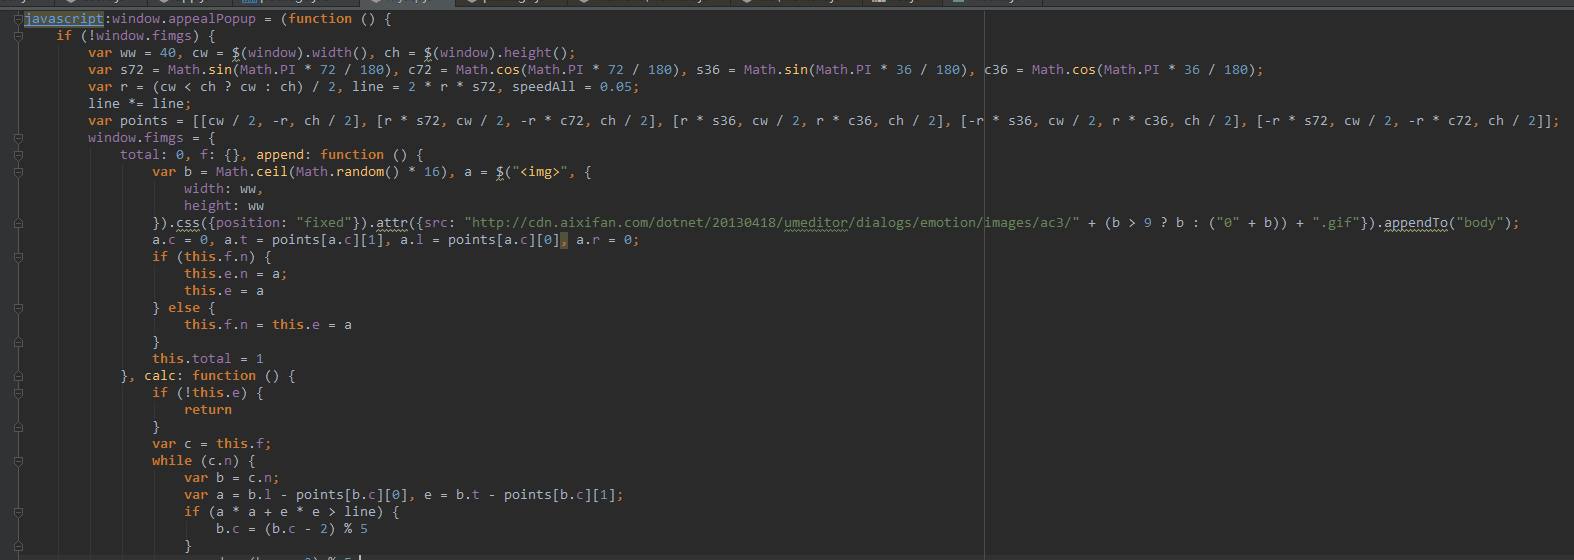 javascript:window.appealPopup = (function () {
if (!window.fimgs) {
var ww = 40, cw = $(window).width(), ch = $(window).height();
var s72 = Math.sin(Math.PI * 72 / 180), c72 = Math.cos(Math.PI * 72 / 180), s36 = Math.sin(Math.PI * 36 / 180), c36 = Math.cos(Math.PI * 36 / 180);
var r = (cw < ch ? cw : ch) / 2, line = 2 * r * s72, speedAll = 0.05;
line *= line;
var points = [[cw / 2, -r, ch / 2], [r * s72, cw / 2, -r * c72, ch / 2], [r * s36, cw / 2, r * c36, ch / 2], [-r * s36, cw / 2, r * c36, ch / 2], [-r * s72, cw / 2, -r * c72, ch / 2]];
window.fimgs = {
total: 0, f: {}, append: function () {
var b = Math.ceil(Math.random() * 16), a = $("<img>", {
width: ww,
height: ww
}).css({position: "fixed"}).attr({src: "http://cdn.aixifan.com/dotnet/20130418/umeditor/dialogs/emotion/images/ac3/" + (b > 9 ? b : ("0" + b)) + ".gif"}).appendTo("body");
a.c = 0, a.t = points[a.c][1], a.l = points[a.c][0], a.r = 0;
if (this.f.n) {
this.e.n = a;
this.e = a
} else {
this.f.n = this.e = a
}
this.total = 1
}, calc: function () {
if (!this.e) {
return
}
var c = this.f;
while (c.n) {
var b = c.n;
var a = b.l - points[b.c][0], e = b.t - points[b.c][1];
if (a * a + e * e > line) {
b.c = (b.c - 2) % 5
}